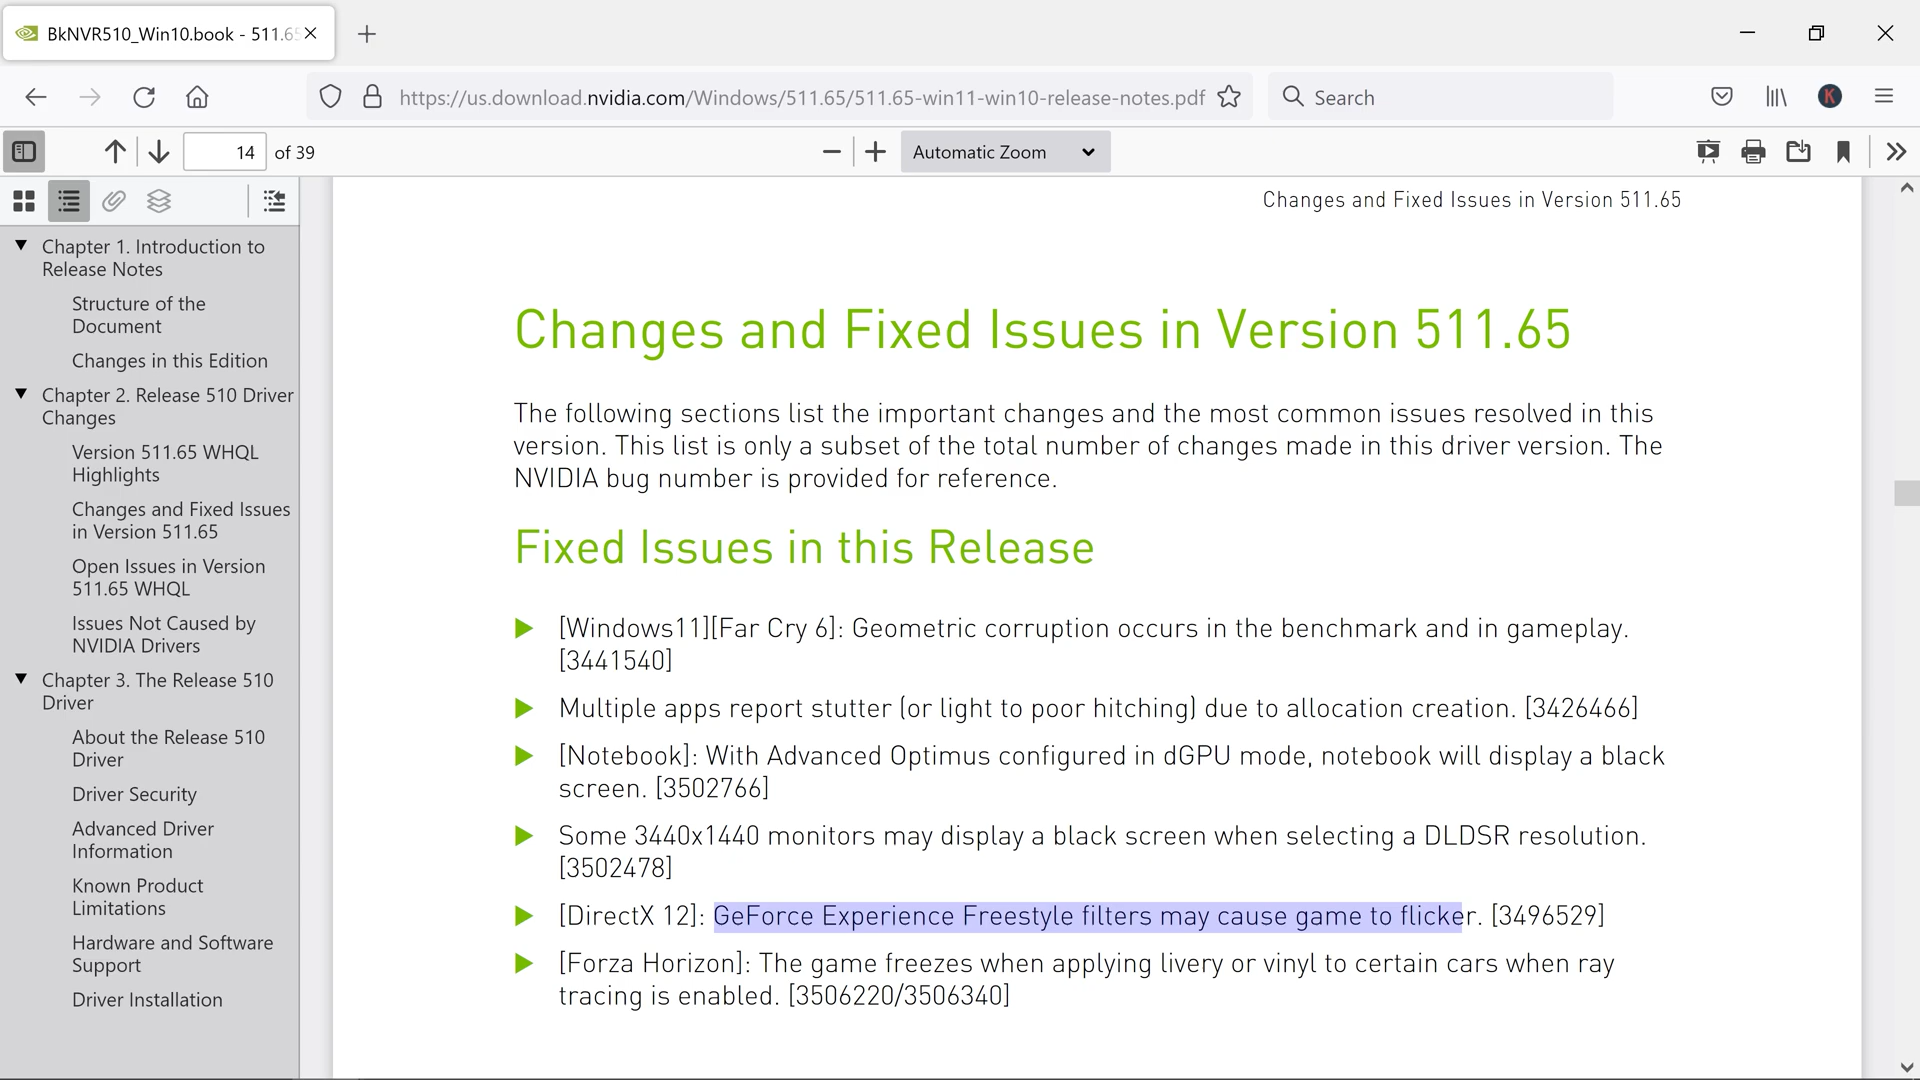 BkNVR510_Win10.book - 511.65
https://us.download.nvidia.com/Windows/511.65/511.65-win11-win10-release-notes.pdf
Search
K
14 of 39
Automatic Zoom
Chapter 1. Introduction to
Release Notes
Structure of the
Document
Changes in this Edition
Chapter 2. Release 510 Driver
Changes
Version 511.65 WHQL
Highlights
Changes and Fixed Issues
in Version 511.65
Open Issues in Version
511.65 WHQL
Issues Not Caused by
NVIDIA Drivers
Chapter 3. The Release 510
Driver
About the Release 510
Driver
Driver Security
Advanced Driver
Information
Known Product
Limitations
Hardware and Software
Support
Driver Installation
Changes and Fixed Issues in Version 511.65
Changes and Fixed Issues in Version 511.65
The following sections list the important changes and the most common issues resolved in this
version. This list is only a subset of the total number of changes made in this driver version. The
NVIDIA bug number is provided for reference.
Fixed Issues in this Release
[Windows11][Far Cry 6]: Geometric corruption occurs in the benchmark and in gameplay.
[3441540]
Multiple apps report stutter (or light to poor hitching) due to allocation creation. [3426466]
[Notebook]: With Advanced Optimus configured in dGPU mode, notebook will display a black
screen. [3502766]
Some 3440x1440 monitors may display a black screen when selecting a DLDSR resolution.
[3502478]
[DirectX 12]: GeForce Experience Freestyle filters may cause game to flicker. [3496529]
[Forza Horizon]: The game freezes when applying livery or vinyl to certain cars when ray
tracing is enabled. [3506220/3506340]